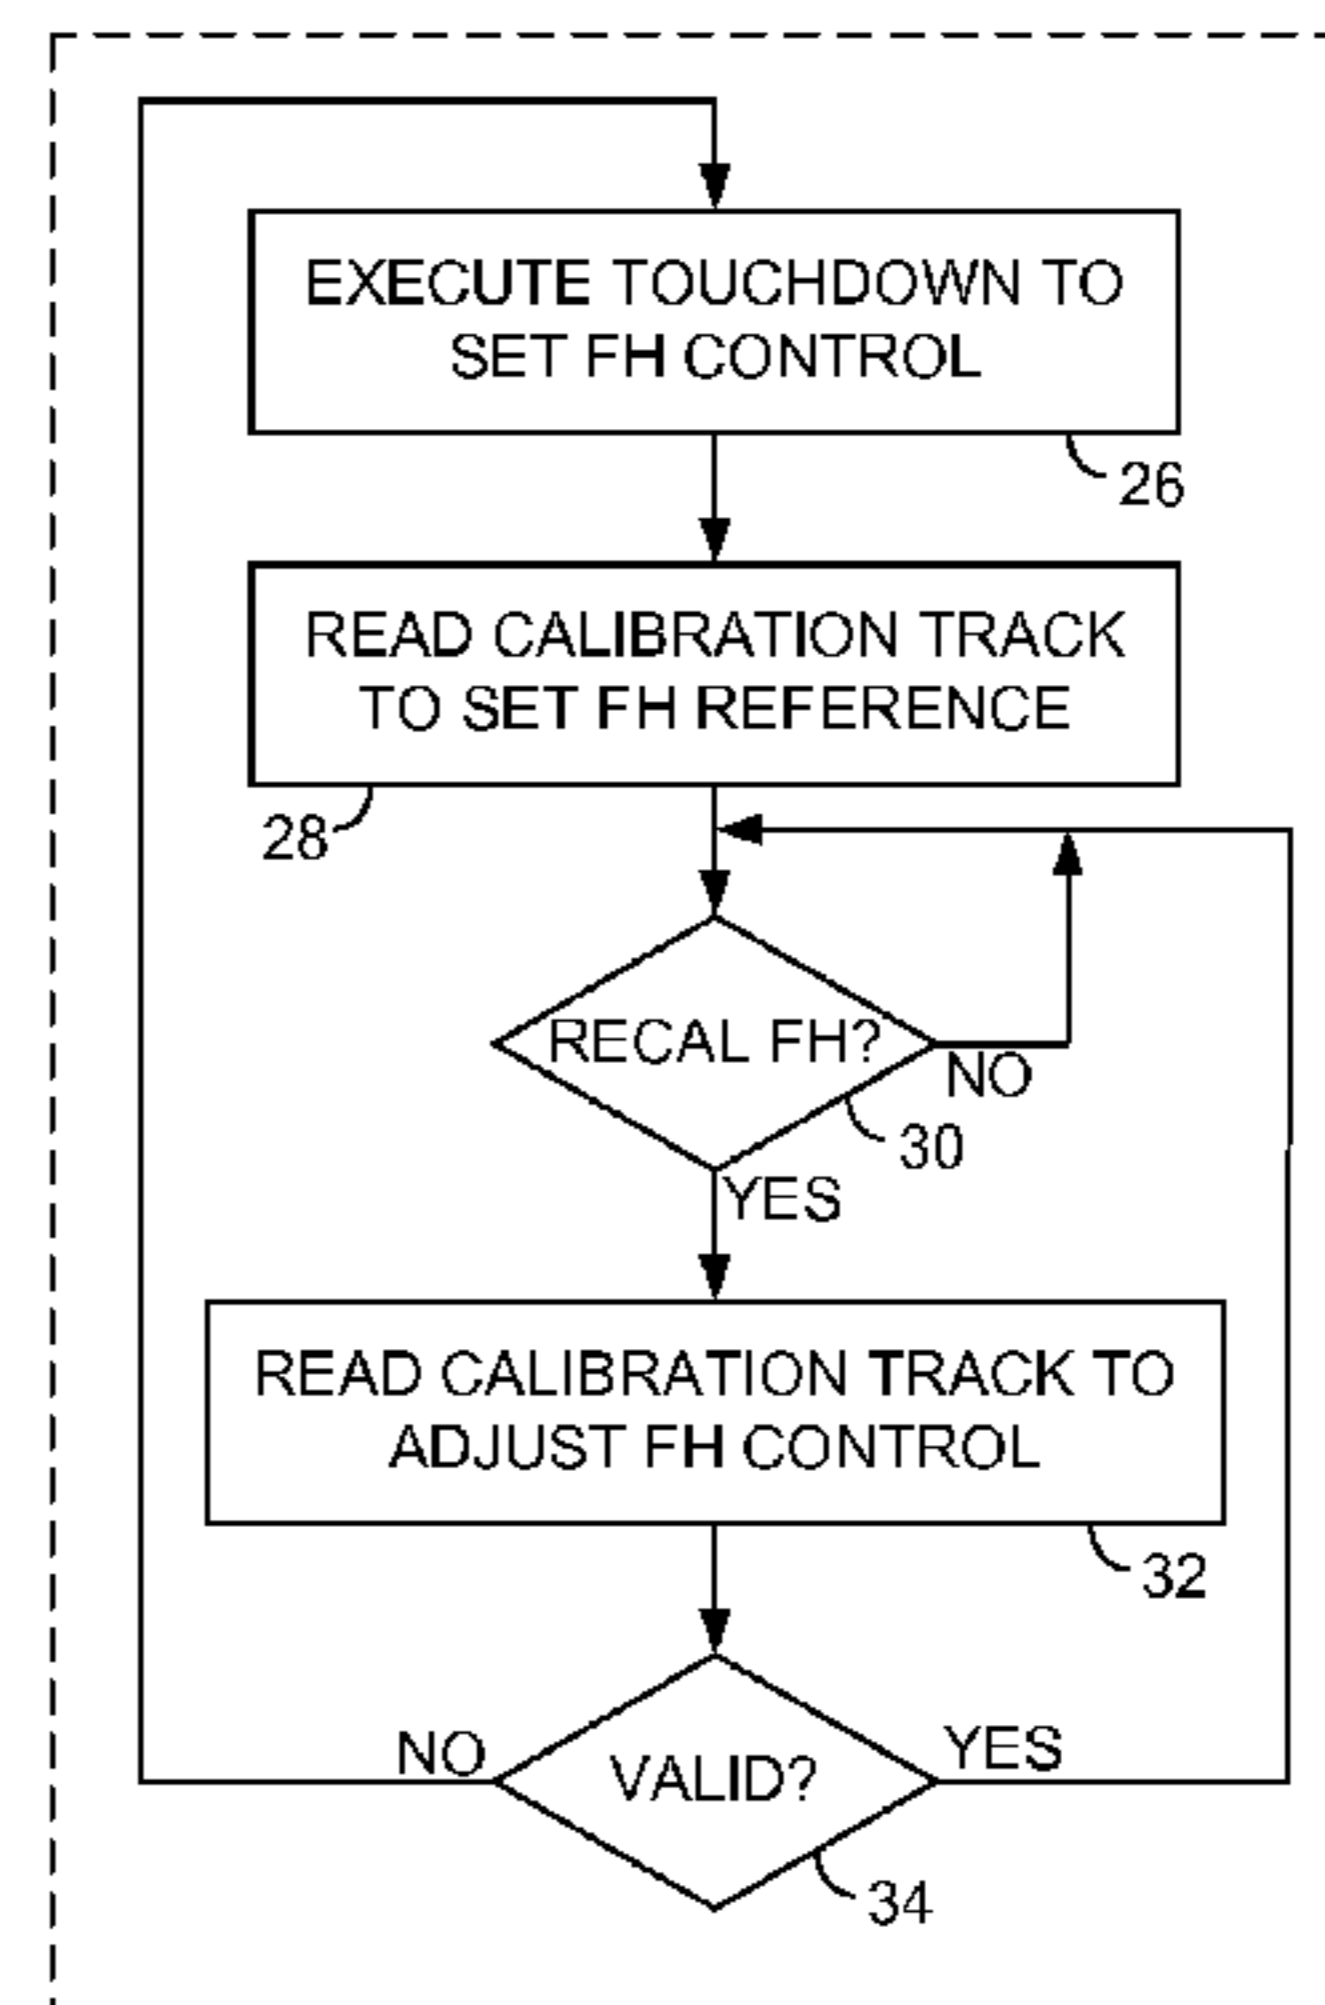 EXECUTE TOUCHDOWN TO
SET FH CONTROL
26
READ CALIBRATION TRACK
TO SET FH REFERENCE
28
RECAL FH?
NO
30
YES
READ CALIBRATION TRACK TO
ADJUST FH CONTROL
32
NO
VALID?
YES
34